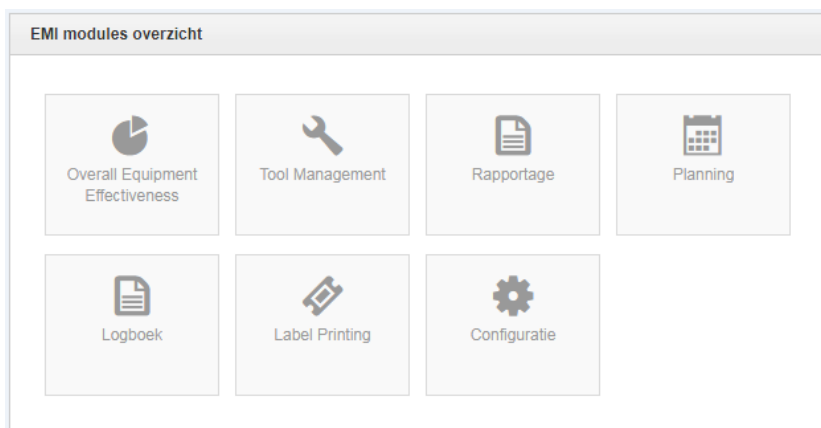 EMI modules overzicht
Overall Equipment
Effectiveness
Tool Management
Rapportage
Planning
Logboek
Label Printing
Configuratie